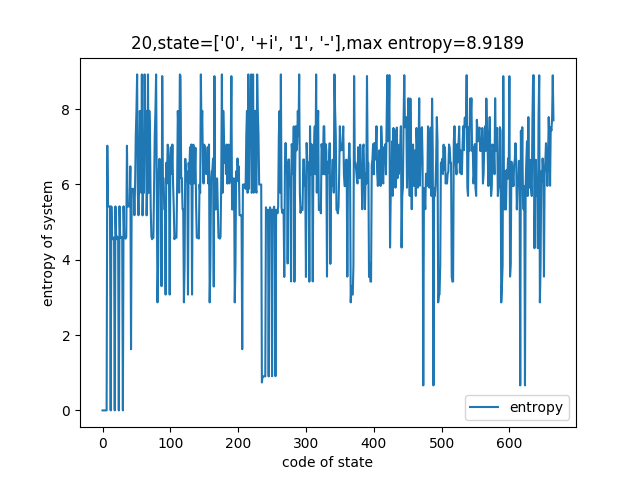 20,state=['0', '+i', '1', '-'],max entropy=8.9189
entropy of system
8
6
4
2
0
0 100 200 300 400 500 600
code of state
entropy